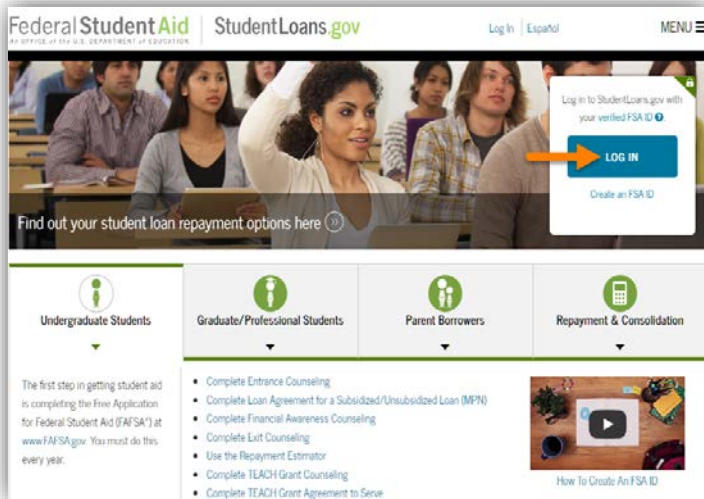 Federal Student Aid | StudentLoans.gov
Log In | Español
MENU
An OFFICE of the U.S. DEPARTMENT of EDUCATION
Log in to StudentLoans.gov with
your verified FSA ID
LOG IN
Create an FSA ID
Find out your student loan repayment options here
Undergraduate Students
Graduate/Professional Students
Parent Borrowers
Repayment & Consolidation
The first step in getting student aid
is completing the Free Application
for Federal Student Aid (FAFSA®) at
www.FAFSA.gov. You must do this
every year.
• Complete Entrance Counseling
• Complete Loan Agreement for a Subsidized/Unsubsidized Loan (MPN)
• Complete Financial Awareness Counseling
• Complete Exit Counseling
• Use the Repayment Estimator
• Complete TEACH Grant Counseling
• Complete TEACH Grant Agreement to Serve
How To Create An FSA ID